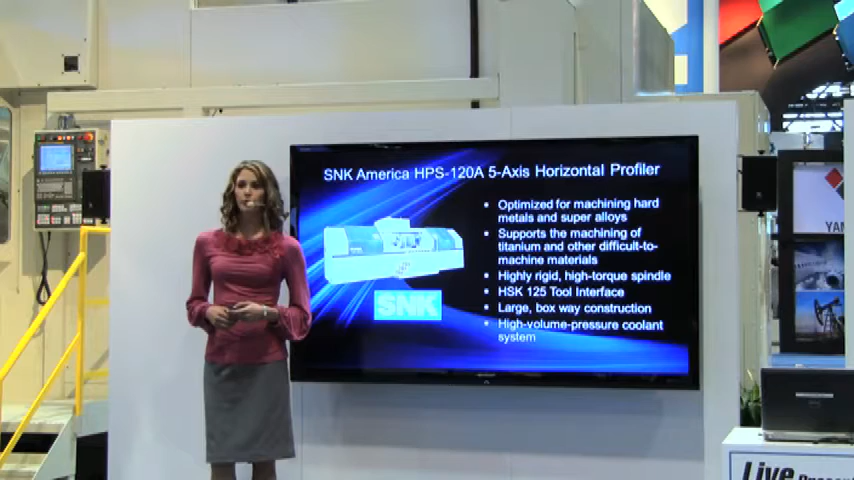 SNK America HPS-120A 5-Axis Horizontal Profiler
• Optimized for machining hard
metals and super alloys
• Supports the machining of
titanium and other difficult-to-
machine materials
• Highly rigid, high-torque spindle
• HSK 125 Tool Interface
• Large, box way construction
• High-volume-pressure coolant
system
SNK
YAM
Live